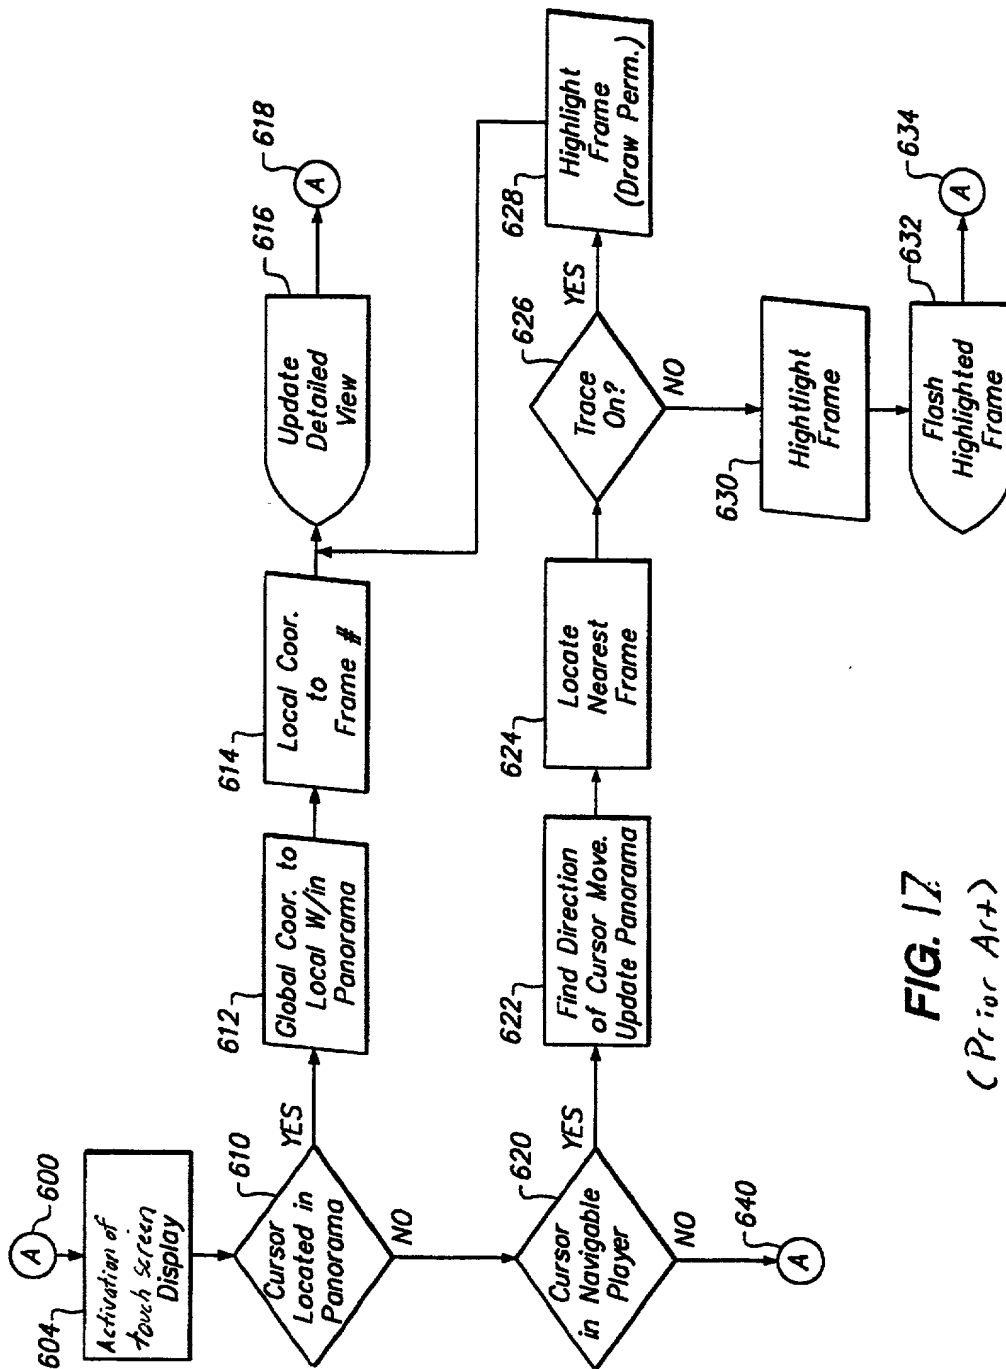 A
600
604
Activation of
touch screen
Display
610
Cursor
Located in
Panorama
YES
NO
612
Global Coor. to
Local W/in
Panorama
614
Local Coor.
to
Frame #
616
Update
Detailed
View
618
A
620
Cursor
in Navigable
Player
YES
NO
640
A
622
Find Direction
of Cursor Move.
Update Panorama
624
Locate
Nearest
Frame
626
Trace
On?
YES
NO
628
Highlight
Frame
(Draw Perm.)
630
Hightlight
Frame
632
Flash
Highlighted
Frame
634
A
FIG. 17
(Prior Art)